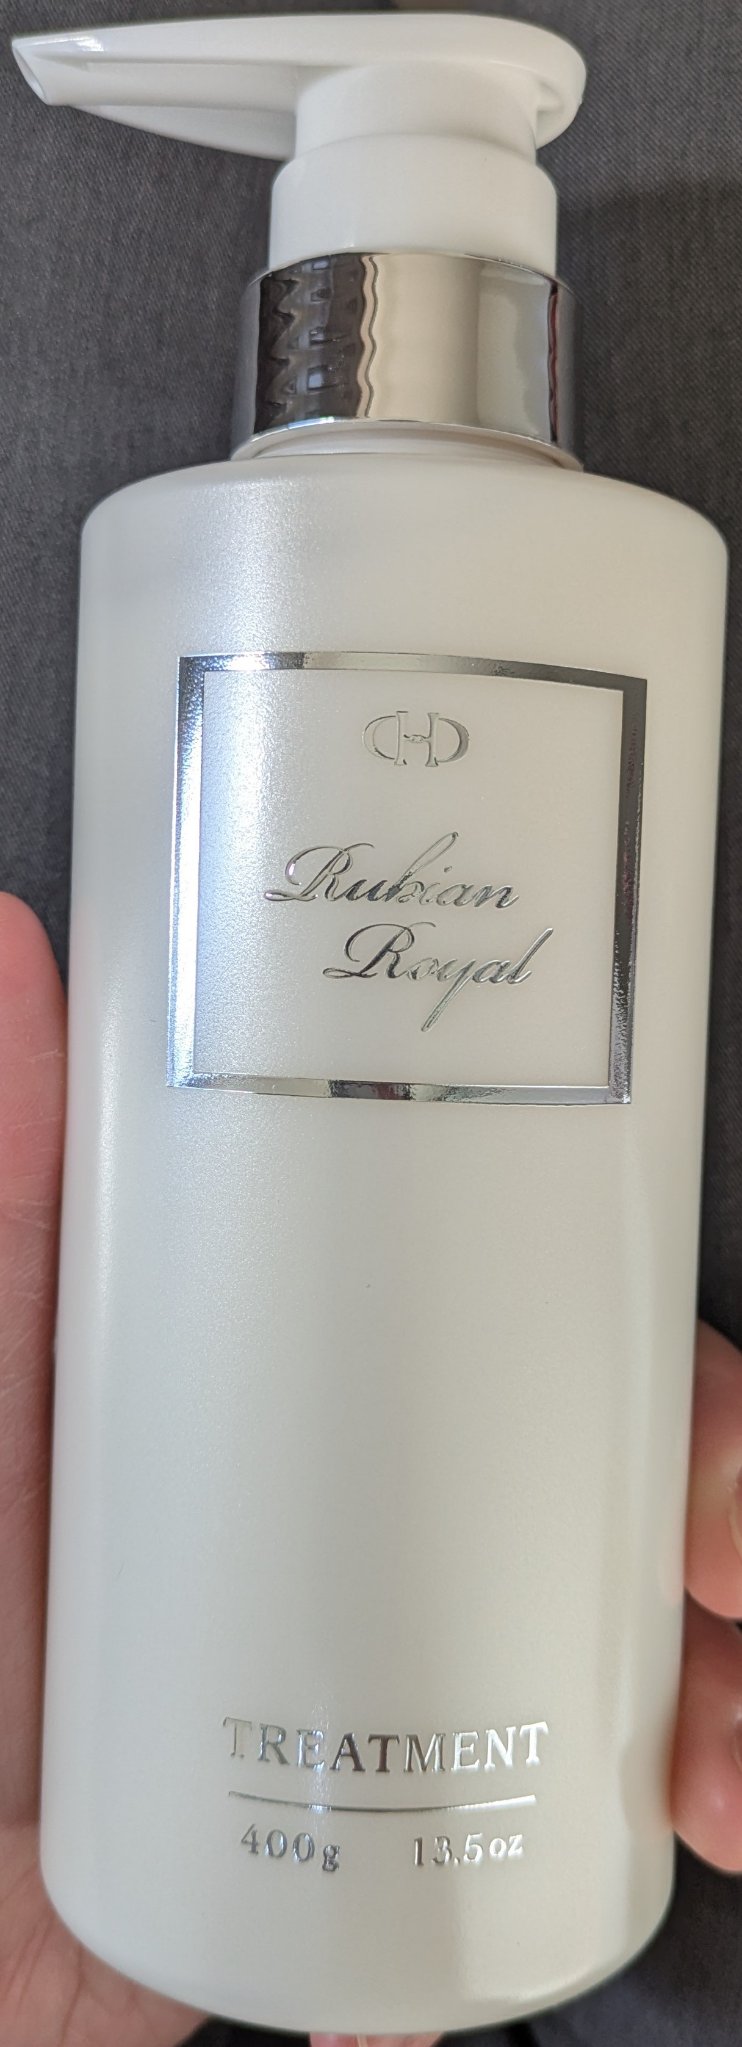 Rubian
Royal
TREATMENT
400g 13.5oz